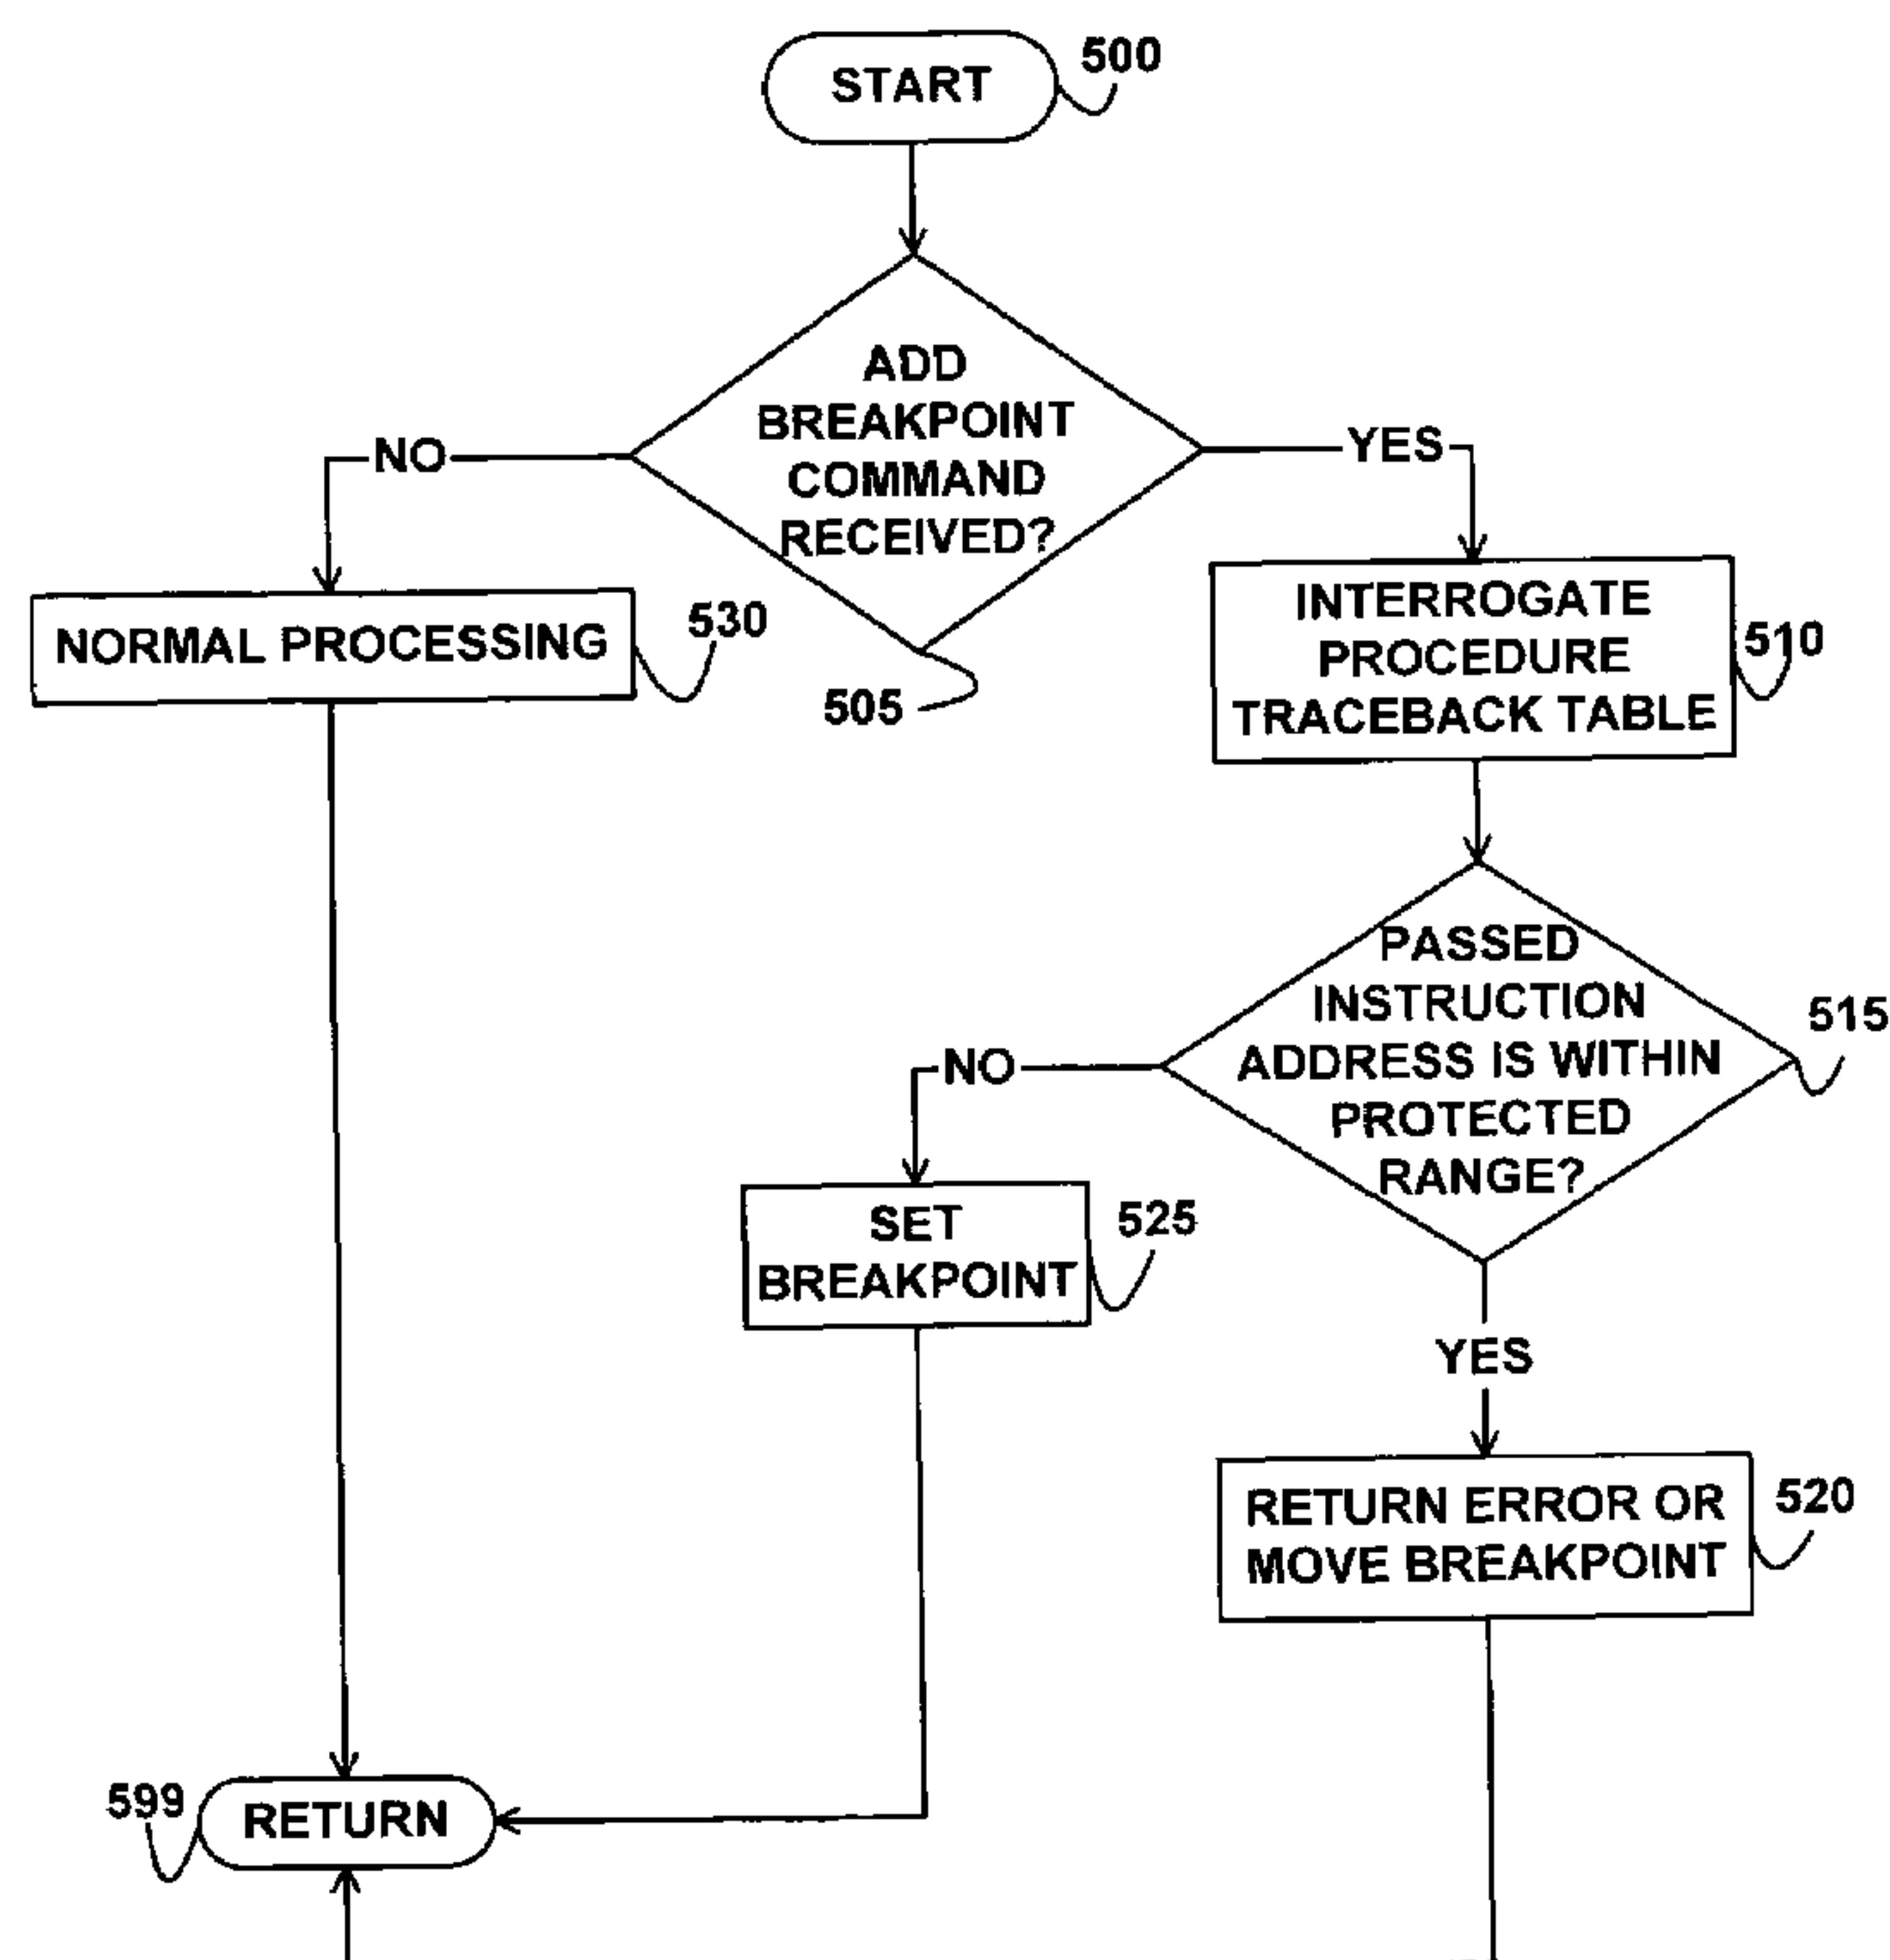 START
500
ADD
BREAKPOINT
COMMAND
RECEIVED?
NO
YES
505
NORMAL PROCESSING
530
INTERROGATE
PROCEDURE
TRACEBACK TABLE
510
PASSED
INSTRUCTION
ADDRESS IS WITHIN
PROTECTED
RANGE?
515
NO
YES
SET
BREAKPOINT
525
RETURN ERROR OR
MOVE BREAKPOINT
520
599
RETURN